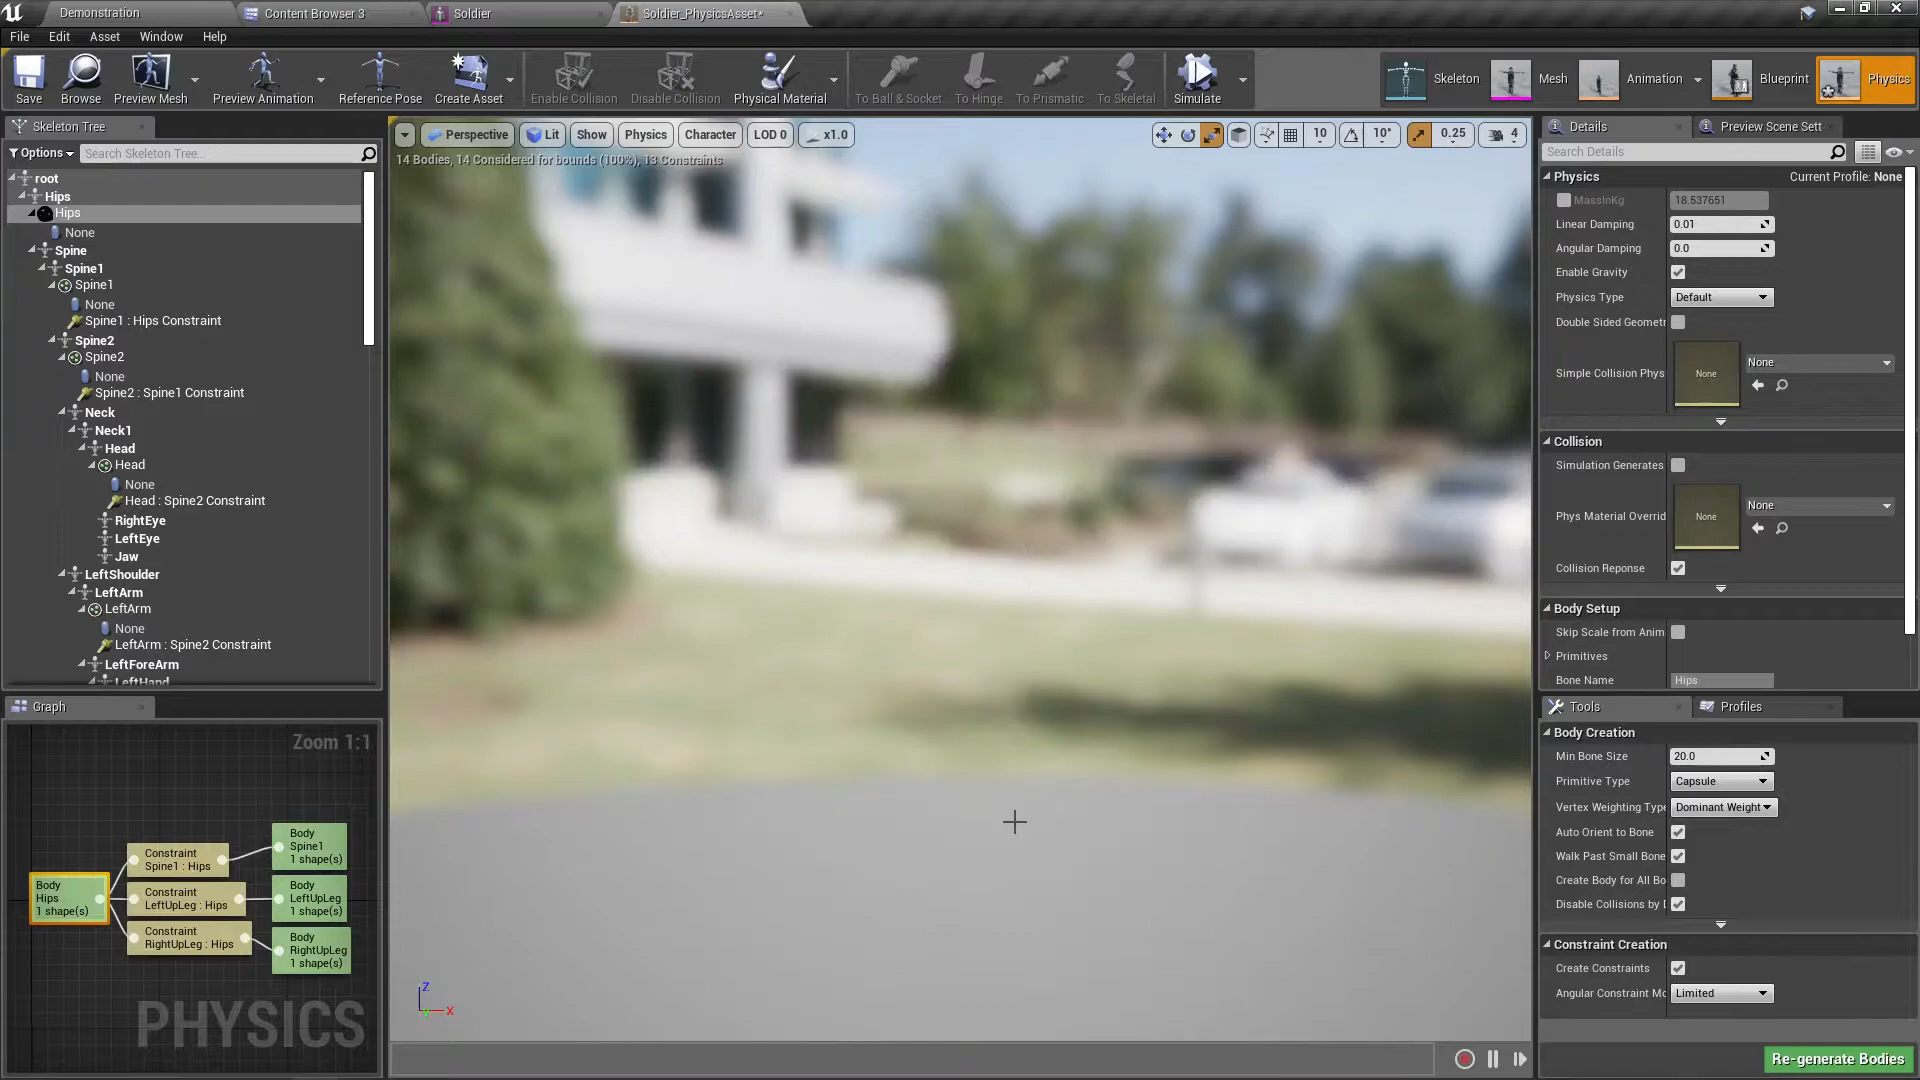 Demonstration
Content Browser 3
Soldier
Soldier_PhysicsAsset*
File Edit Asset Window Help
Save
Browse
Preview Mesh
Preview Animation
Reference Pose
Create Asset
Enable Collision
Disable Collision
Physical Material
To Ball & Socket
To Hinge
To Prismatic
To Skeletal
Simulate
Skeleton
Mesh
Animation
Blueprint
Physics
Skeleton Tree
Options
Search Skeleton Tree...
root
Hips
Hips
None
Spine
Spine1
Spine1
None
Spine1 : Hips Constraint
Spine2
Spine2
None
Spine2 : Spine1 Constraint
Neck
Neck1
Head
Head
None
Head : Spine2 Constraint
RightEye
LeftEye
Jaw
LeftShoulder
LeftArm
LeftArm
None
LeftArm : Spine2 Constraint
LeftForeArm
LeftHand
Graph
Zoom 1:1
Body
Hips
1 shape(s)
Constraint
Spine1 : Hips
Constraint
LeftUpLeg : Hips
Constraint
RightUpLeg : Hips
Body
Spine1
1 shape(s)
Body
LeftUpLeg
1 shape(s)
Body
RightUpLeg
1 shape(s)
PHYSICS
Perspective
Lit
Show
Physics
Character
LOD 0
x1.0
10
10°
0.25
4
14 Bodies, 14 Considered for bounds (100%), 13 Constraints
Z
X
Details
Preview Scene Sett
Search Details
Physics
Current Profile: None
MassInKg 18.537651
Linear Damping 0.01
Angular Damping 0.0
Enable Gravity
Physics Type Default
Double Sided Geometr
Simple Collision Phys None None
Collision
Simulation Generates
Phys Material Overrid None None
Collision Reponse
Body Setup
Skip Scale from Anim
Primitives
Bone Name Hips
Tools
Profiles
Body Creation
Min Bone Size 20.0
Primitive Type Capsule
Vertex Weighting Type Dominant Weight
Auto Orient to Bone
Walk Past Small Bone
Create Body for All Bo
Disable Collisions by D
Constraint Creation
Create Constraints
Angular Constraint Mo Limited
Re-generate Bodies